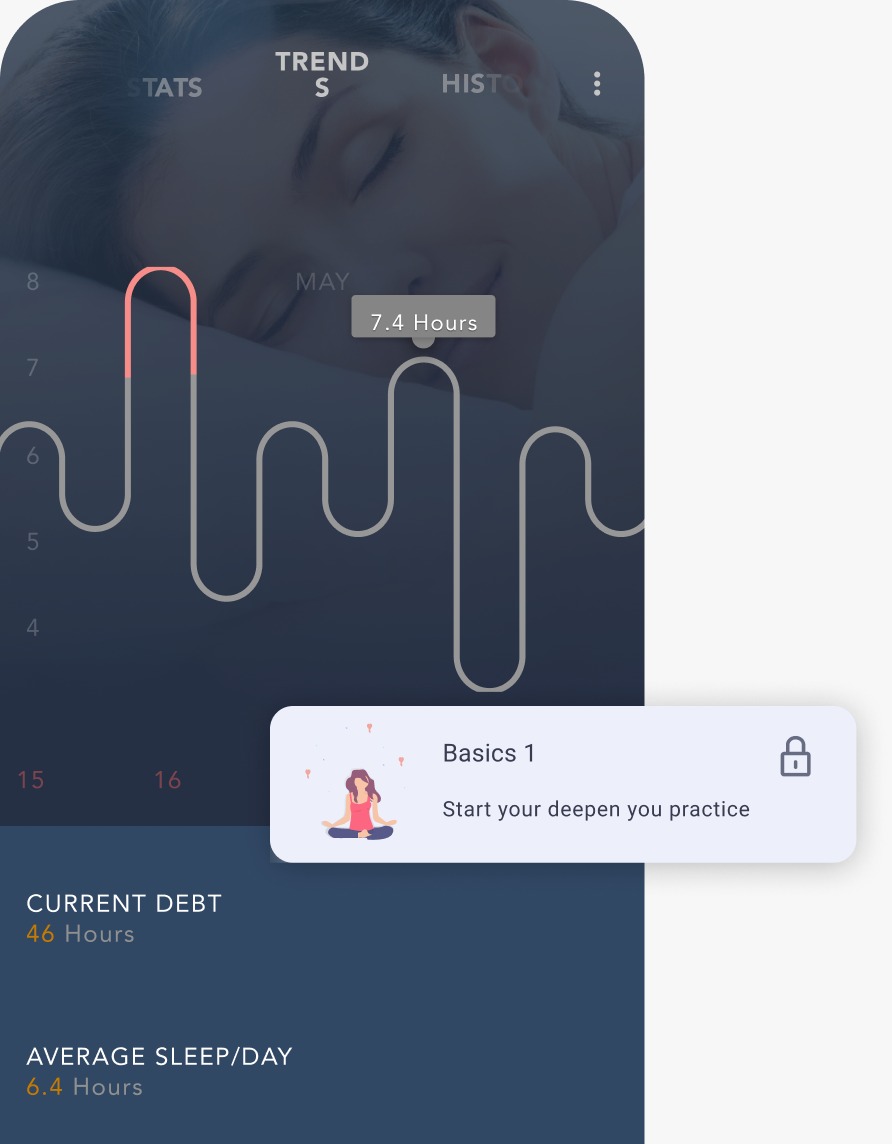 STATS
TREND
S
HISTO
8
MAY
7.4 Hours
7
6
5
4
Basics 1
Start your deepen you practice
15
16
CURRENT DEBT
46 Hours
AVERAGE SLEEP/DAY
6.4 Hours